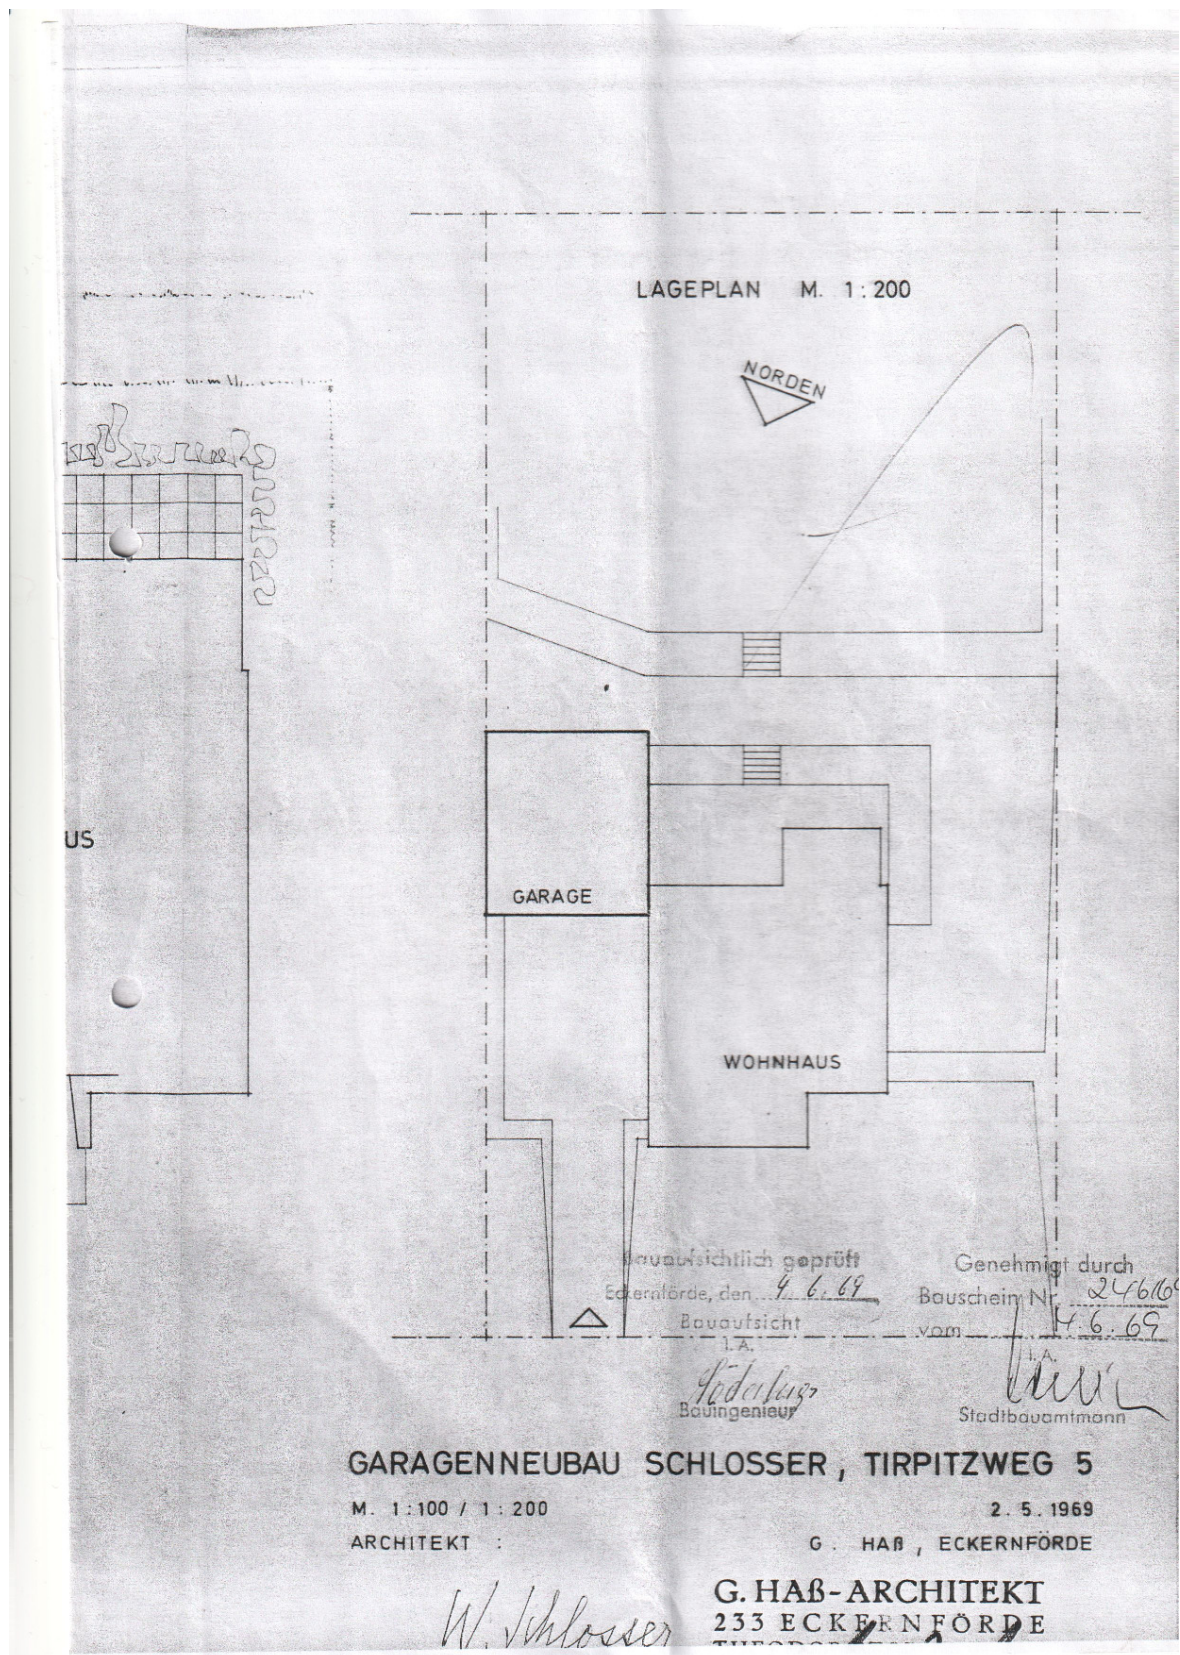 LAGEPLAN M. 1:200
NORDEN
US
GARAGE
WOHNHAUS
Bauaufsichtlich geprüft
Eckernförde, den 4.6.69
Bauaufsicht
I. A.
Bauingenieur
Genehmigt durch
Bauschein Nr. 246/69
vom 4.6.69
I. A.
Stadtbauamtmann
GARAGENNEUBAU SCHLOSSER, TIRPITZWEG 5
M. 1:100 / 1:200
2.5.1969
ARCHITEKT :
G. HAß, ECKERNFÖRDE
W. Schlosser
G. HAß-ARCHITEKT
233 ECKERNFÖRDE